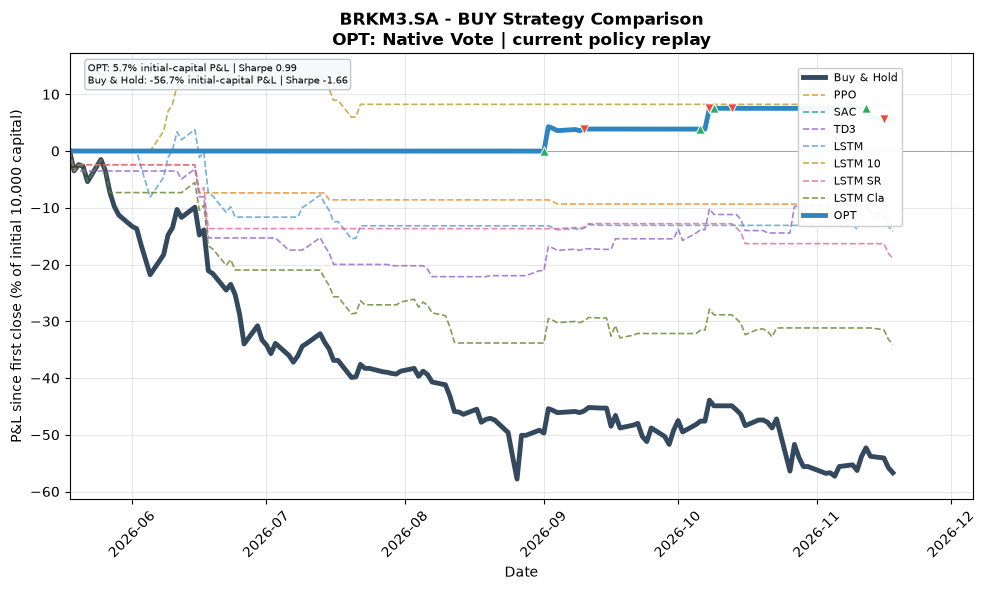 BRKM3.SA - BUY Strategy Comparison
OPT: Native Vote | current policy replay
OPT: 5.7% initial-capital P&L | Sharpe 0.99
Buy & Hold: -56.7% initial-capital P&L | Sharpe -1.66
Buy & Hold
PPO
SAC
TD3
LSTM
LSTM 10
LSTM SR
LSTM Cla
OPT
P&L since first close (% of initial 10,000 capital)
10
0
−10
−20
−30
−40
−50
−60
2026-06
2026-07
2026-08
2026-09
2026-10
2026-11
2026-12
Date